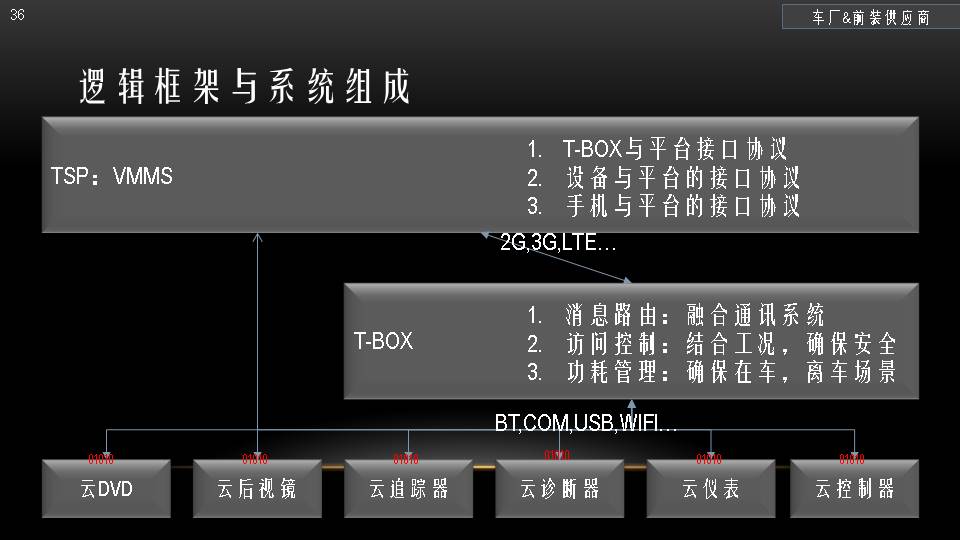 36
车厂&前装供应商
逻辑框架与系统组成
TSP：VMMS
1. T-BOX与平台接口协议
2. 设备与平台的接口协议
3. 手机与平台的接口协议
2G,3G,LTE…
T-BOX
1. 消息路由：融合通讯系统
2. 访问控制：结合工况，确保安全
3. 功耗管理：确保在车，离车场景
BT,COM,USB,WIFI…
01010 01010 01010 01010 01010 01010
云DVD 云后视镜 云追踪器 云诊断器 云仪表 云控制器